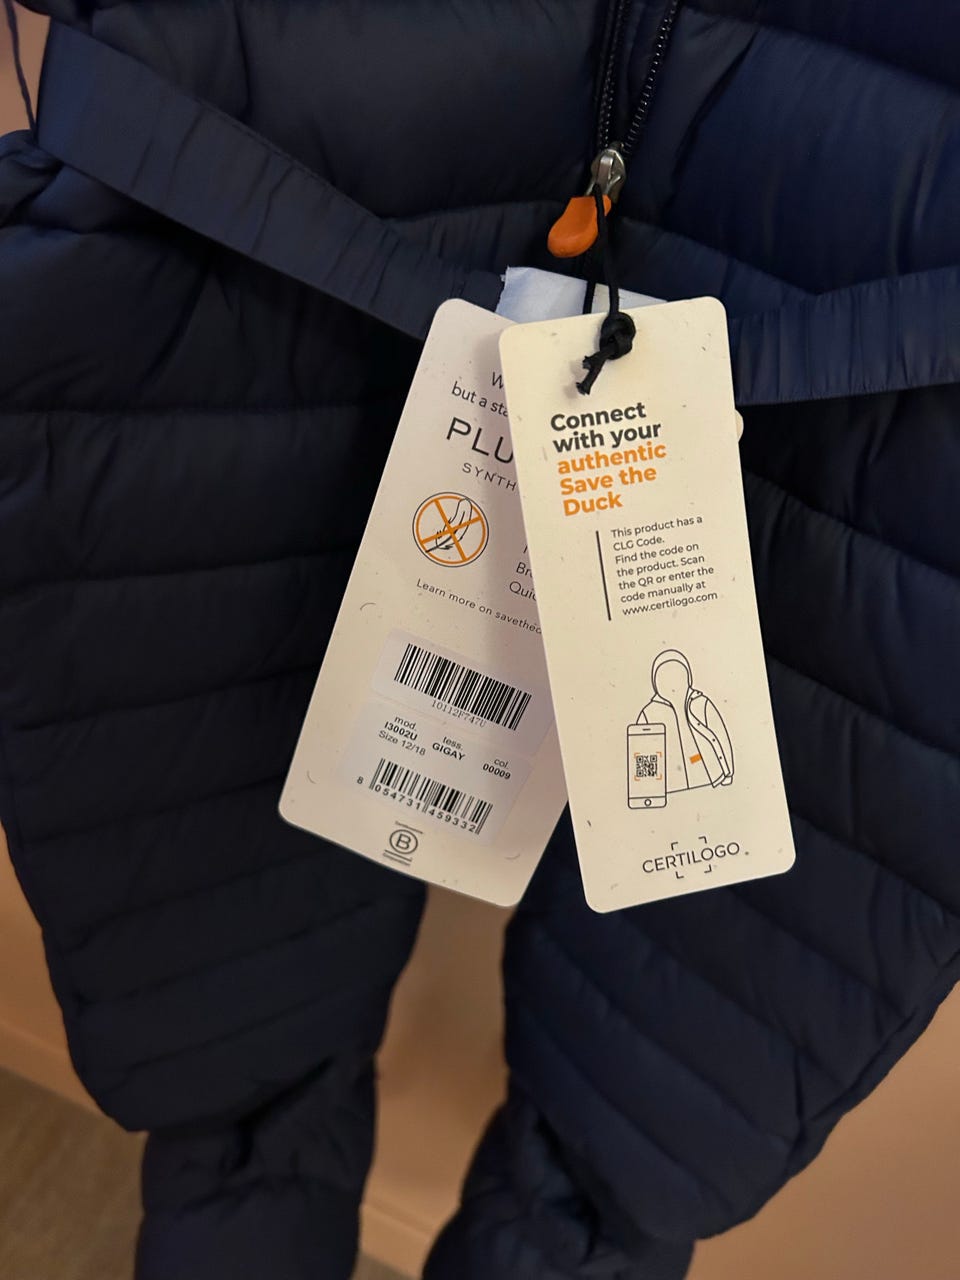 but a
PLU
SYNTH
Learn more on
mod.
I3002U
Size 12/18
tess.
GIGAY
col.
00009
8 054731 459332
B
Connect
with your
authentic
Save the
Duck
This product has a
CLG Code.
Find the code on
the product. Scan
the QR or enter the
code manually at
www.certilogo.com
CERTILOGO